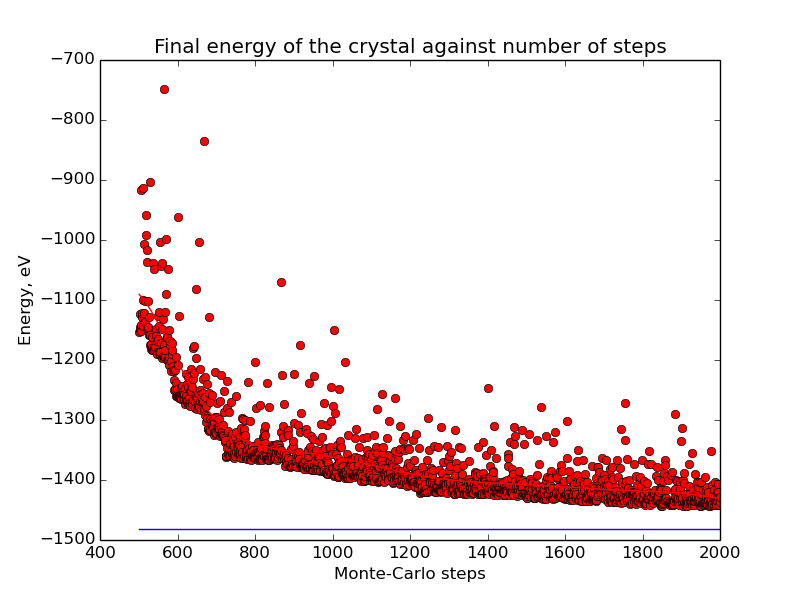 Final energy of the crystal against number of steps
−700
−800
−900
−1000
−1100
−1200
−1300
−1400
−1500
Energy, eV
400 600 800 1000 1200 1400 1600 1800 2000
Monte-Carlo steps